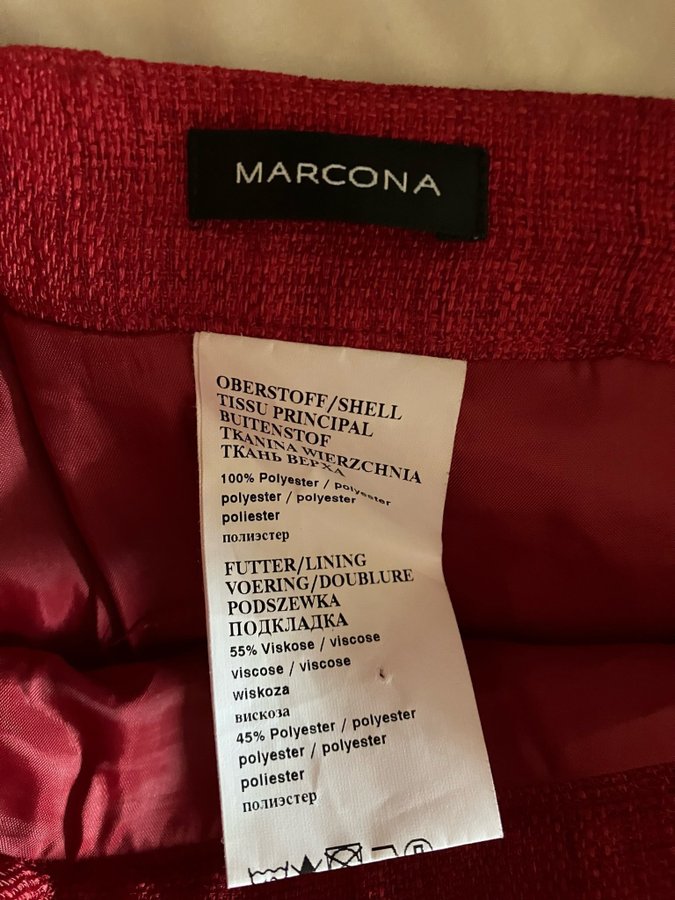 MARCONA
OBERSTOFF/SHELL
TISSU PRINCIPAL
BUITENSTOF
TKANINA WIERZCHNIA
ТКАНЬ ВЕРХА
100% Polyester / polyester
polyester / polyester
poliester
полиэстер
FUTTER/LINING
VOERING/DOUBLURE
PODSZEWKA
ПОДКЛАДКА
55% Viskose / viscose
viscose / viscose
wiskoza
вискоза
45% Polyester / polyester
polyester / polyester
poliester
полиэстер